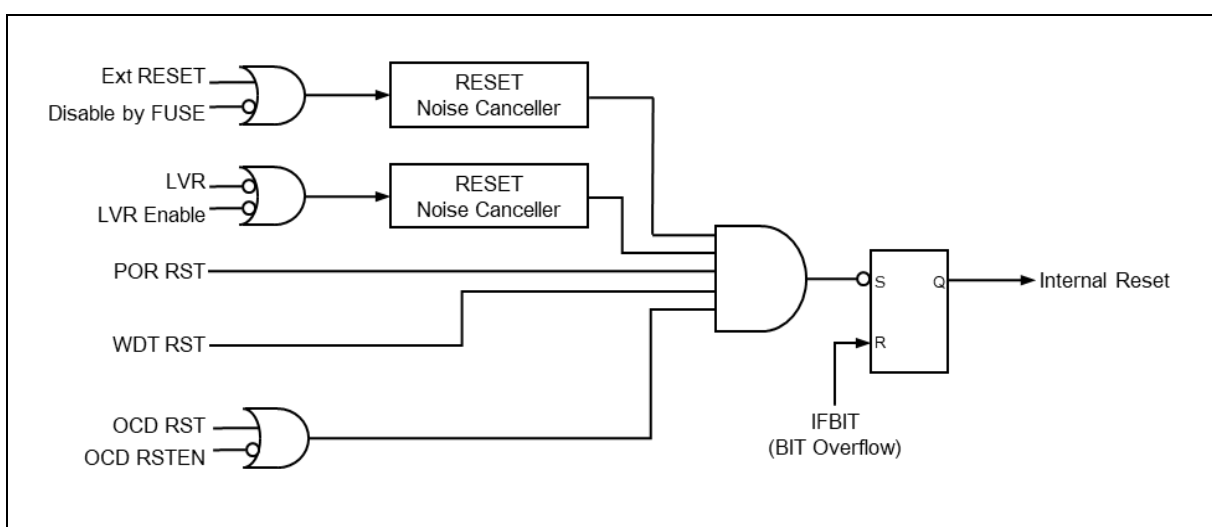 Ext RESET
Disable by FUSE
RESET
Noise Canceller
LVR
LVR Enable
RESET
Noise Canceller
POR RST
WDT RST
OCD RST
OCD RSTEN
S
Q
R
Internal Reset
IFBIT
(BIT Overflow)